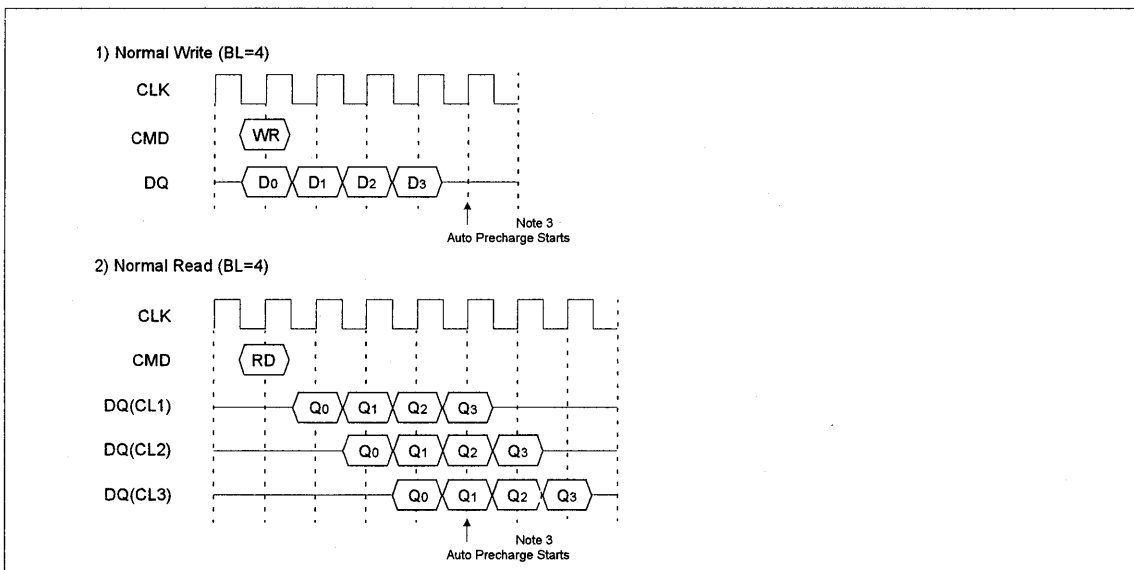 1) Normal Write (BL=4)
CLK
CMD WR
DQ D0 D1 D2 D3
Note 3
Auto Precharge Starts
2) Normal Read (BL=4)
CLK
CMD RD
DQ(CL1) Q0 Q1 Q2 Q3
DQ(CL2) Q0 Q1 Q2 Q3
DQ(CL3) Q0 Q1 Q2 Q3
Note 3
Auto Precharge Starts